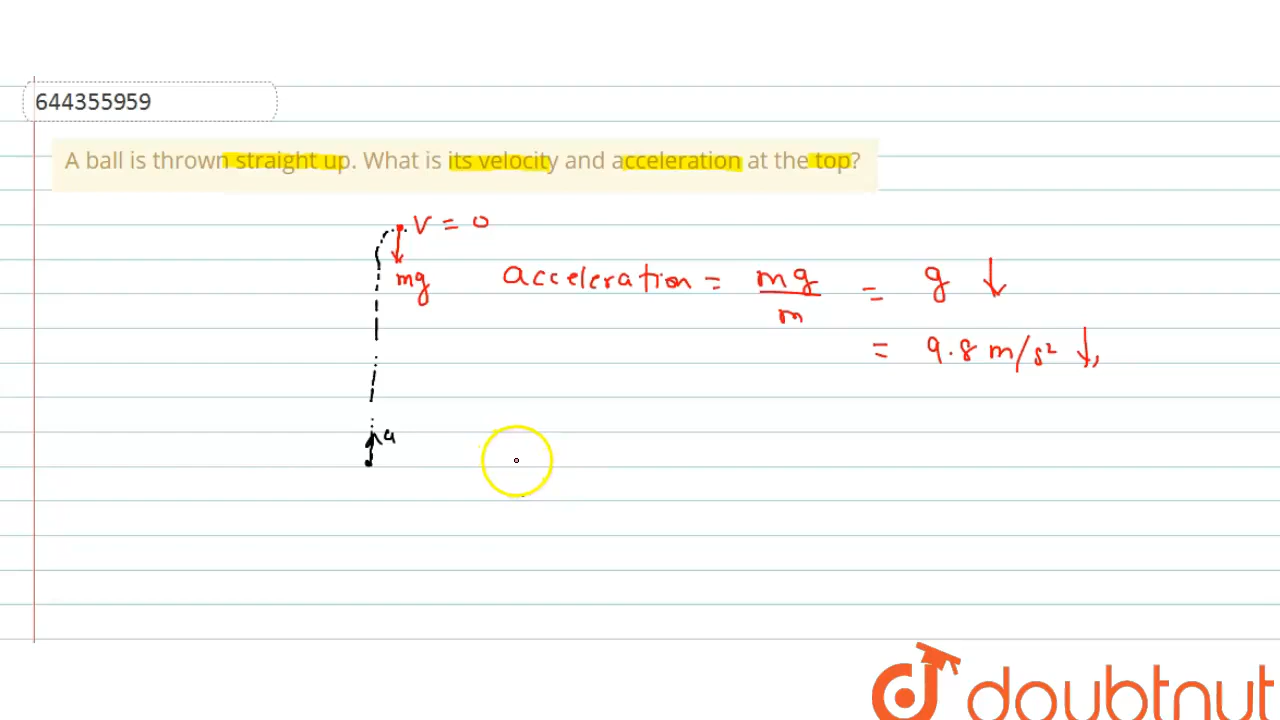 644355959
A ball is thrown straight up. What is its velocity and acceleration at the top?
V = 0
mg
acceleration = mg/m = g ↓
= 9.8 m/s² ↓
doubtnut